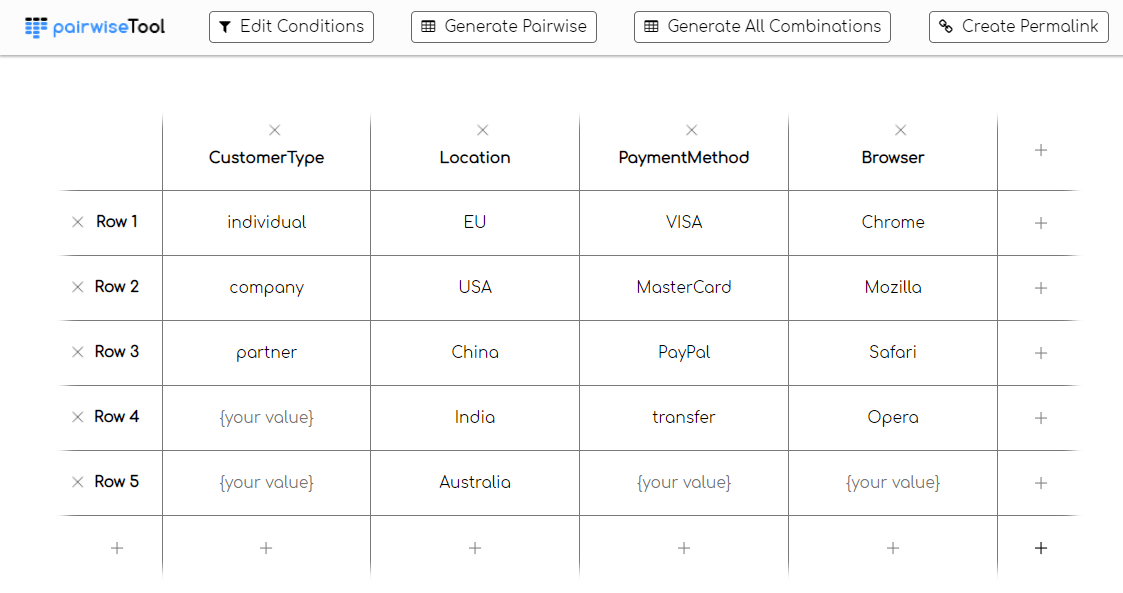 pairwiseTool Edit Conditions Generate Pairwise Generate All Combinations Create Permalink
CustomerType Location PaymentMethod Browser
Row 1 individual EU VISA Chrome
Row 2 company USA MasterCard Mozilla
Row 3 partner China PayPal Safari
Row 4 {your value} India transfer Opera
Row 5 {your value} Australia {your value} {your value}